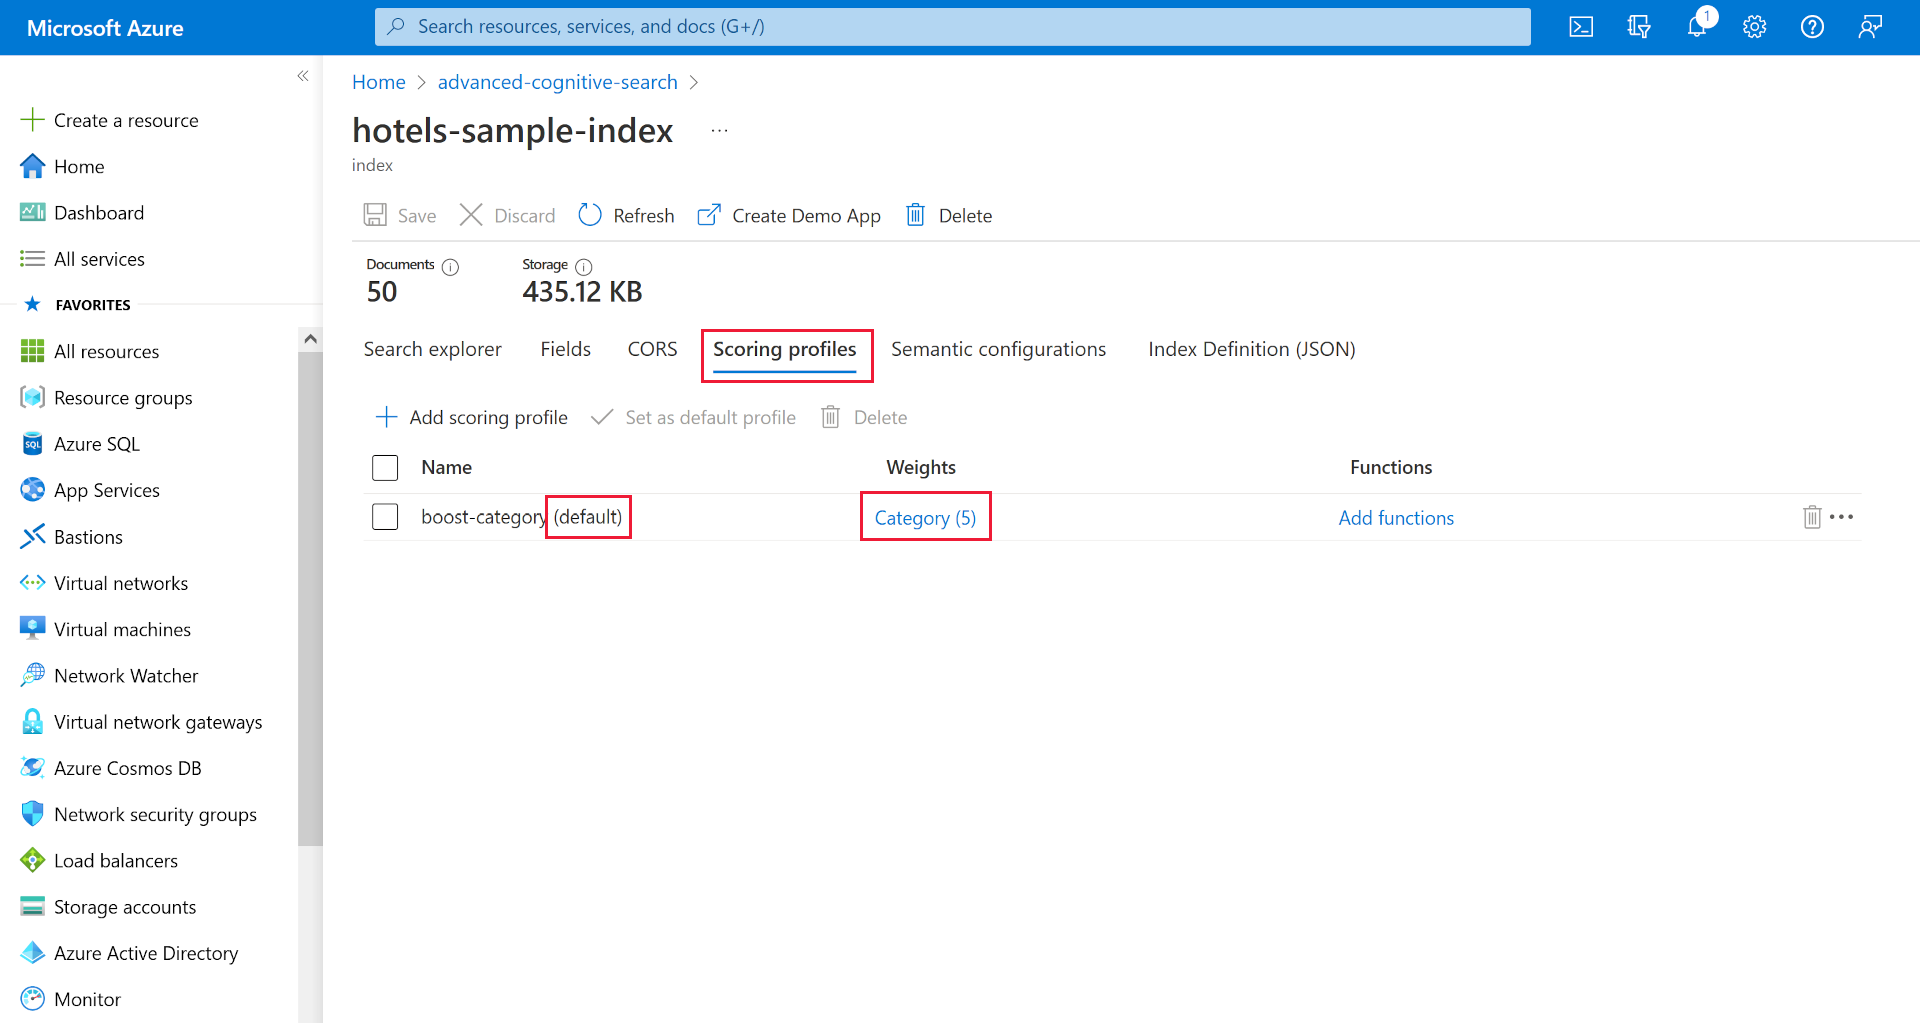 Microsoft Azure
Search resources, services, and docs (G+/)
1
Home
advanced-cognitive-search
hotels-sample-index
index
Save
Discard
Refresh
Create Demo App
Delete
Documents
50
Storage
435.12 KB
Search explorer
Fields
CORS
Scoring profiles
Semantic configurations
Index Definition (JSON)
Add scoring profile
Set as default profile
Delete
Name
Weights
Functions
boost-category (default)
Category (5)
Add functions
Create a resource
Home
Dashboard
All services
FAVORITES
All resources
Resource groups
SQL
Azure SQL
App Services
Bastions
Virtual networks
Virtual machines
Network Watcher
Virtual network gateways
Azure Cosmos DB
Network security groups
Load balancers
Storage accounts
Azure Active Directory
Monitor